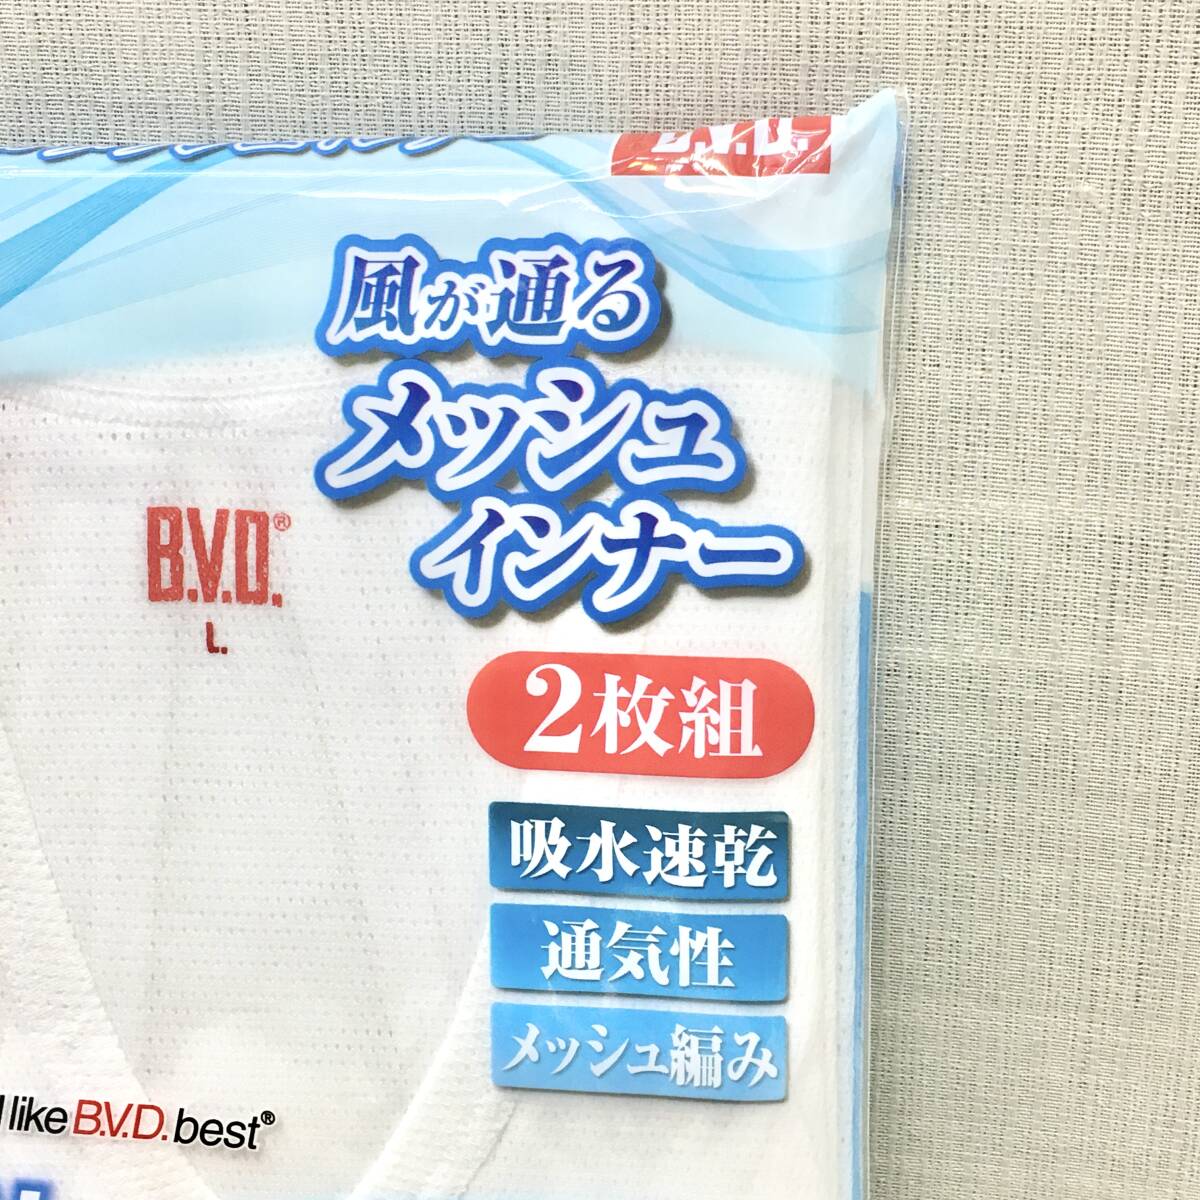 B.V.D.
風が通る
メッシュ
インナー
B.V.D.®
L.
2枚組
吸水速乾
通気性
メッシュ編み
I like B.V.D. best®